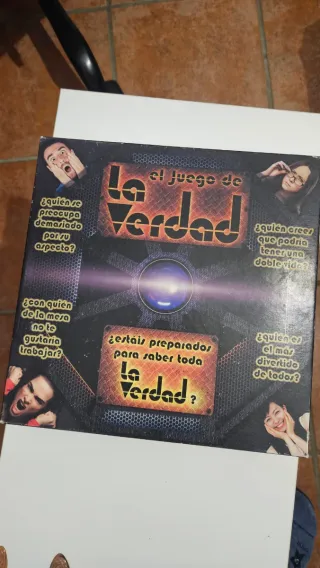 el juego de
la
verdad
¿quién se
preocupa
demasiado
por su
aspecto?
¿quién crees
que podría
tener una
doble vida?
¿con quién
de la mesa
no te
gustaría
trabajar?
¿estáis preparados
para saber toda
la
verdad?
¿quién es
el más
divertido
de todos?